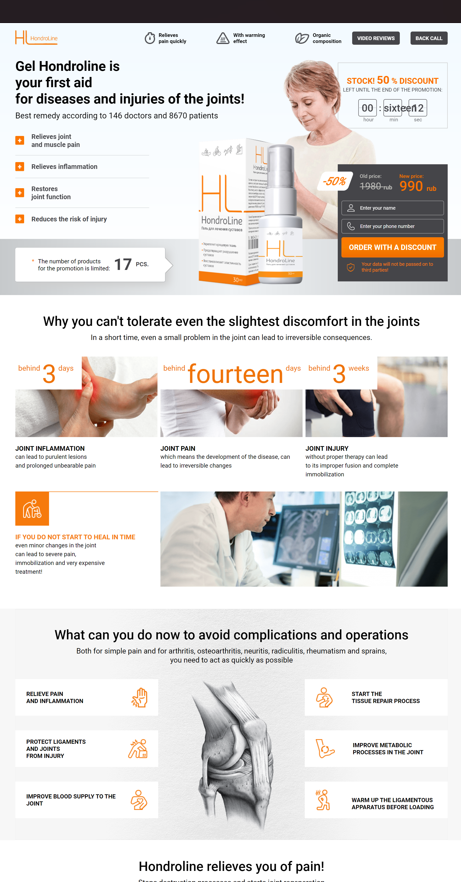 HL HondroLine
Relieves
pain quickly
With warming
effect
Organic
composition
VIDEO REVIEWS
BACK CALL
Gel Hondroline is
your first aid
for diseases and injuries of the joints!
Best remedy according to 146 doctors and 8670 patients
Relieves joint
and muscle pain
Relieves inflammation
Restores
joint function
Reduces the risk of injury
The number of products
for the promotion is limited:
17 PCS.
HL
HondroLine
HL
HondroLine
STOCK! 50 % DISCOUNT
LEFT UNTIL THE END OF THE PROMOTION:
00 : sixteen 12
hour min sec
-50%
Old price:
1980 rub
New price:
990 rub
Enter your name
Enter your phone number
ORDER WITH A DISCOUNT
Your data will not be passed on to
third parties!
Why you can't tolerate even the slightest discomfort in the joints
In a short time, even a small problem in the joint can lead to irreversible consequences.
behind 3 days
behind fourteen days
behind 3 weeks
JOINT INFLAMMATION
can lead to purulent lesions
and prolonged unbearable pain
JOINT PAIN
which means the development of the disease, can
lead to irreversible changes
JOINT INJURY
without proper therapy can lead
to its improper fusion and complete
immobilization
IF YOU DO NOT START TO HEAL IN TIME
even minor changes in the joint
can lead to severe pain,
immobilization and very expensive
treatment!
What can you do now to avoid complications and operations
Both for simple pain and for arthritis, osteoarthritis, neuritis, radiculitis, rheumatism and sprains,
you need to act as quickly as possible
RELIEVE PAIN
AND INFLAMMATION
START THE
TISSUE REPAIR PROCESS
PROTECT LIGAMENTS
AND JOINTS
FROM INJURY
IMPROVE METABOLIC
PROCESSES IN THE JOINT
IMPROVE BLOOD SUPPLY TO THE
JOINT
WARM UP THE LIGAMENTOUS
APPARATUS BEFORE LOADING
Hondroline relieves you of pain!